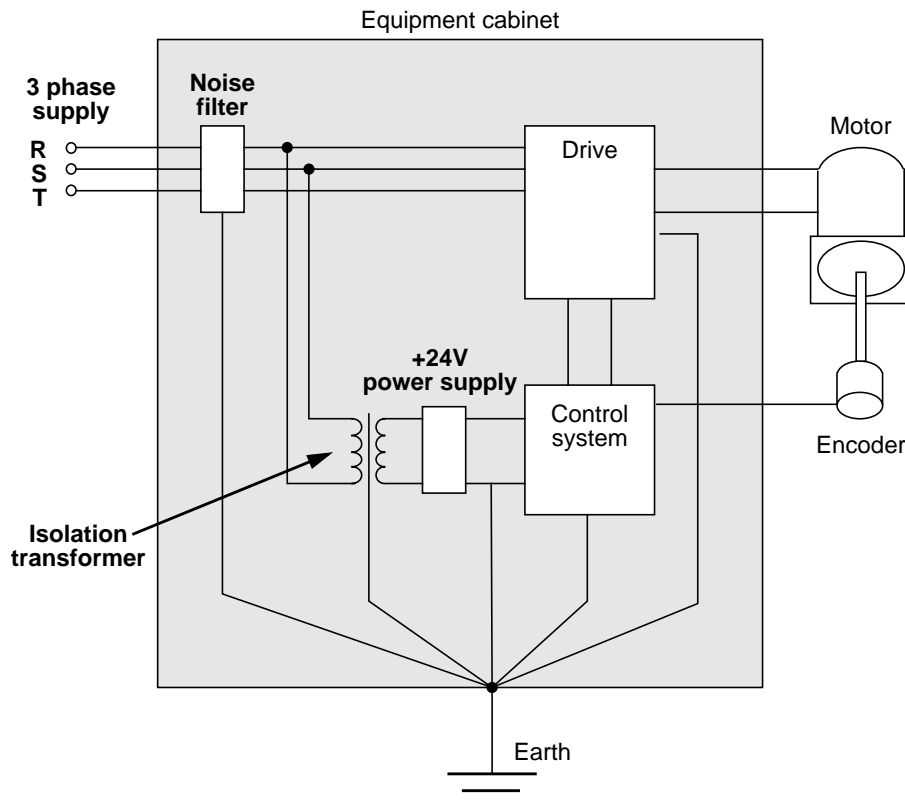 Equipment cabinet
3 phase
supply
Noise
filter
R
S
T
Drive
Motor
+24V
power supply
Control
system
Encoder
Isolation
transformer
Earth